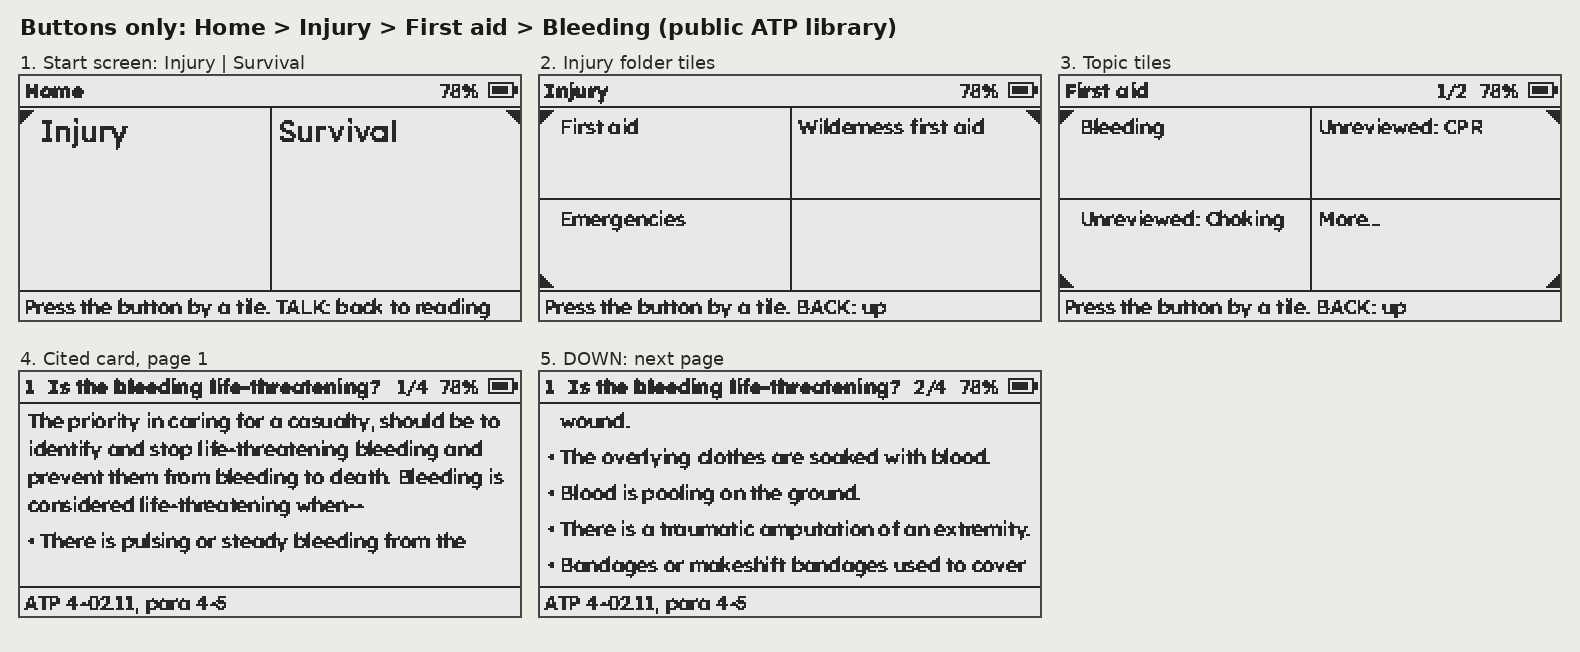 Buttons only: Home > Injury > First aid > Bleeding (public ATP library)
1. Start screen: Injury | Survival
Home 78%
Injury
Survival
Press the button by a tile. TALK: back to reading
2. Injury folder tiles
Injury 78%
First aid
Wilderness first aid
Emergencies
Press the button by a tile. BACK: up
3. Topic tiles
First aid 1/2 78%
Bleeding
Unreviewed: CPR
Unreviewed: Choking
More...
Press the button by a tile. BACK: up
4. Cited card, page 1
1 Is the bleeding life-threatening? 1/4 78%
The priority in caring for a casualty, should be to
identify and stop life-threatening bleeding and
prevent them from bleeding to death. Bleeding is
considered life-threatening when--
• There is pulsing or steady bleeding from the
ATP 4-02.11, para 4-5
5. DOWN: next page
1 Is the bleeding life-threatening? 2/4 78%
wound.
• The overlying clothes are soaked with blood.
• Blood is pooling on the ground.
• There is a traumatic amputation of an extremity.
• Bandages or makeshift bandages used to cover
ATP 4-02.11, para 4-5